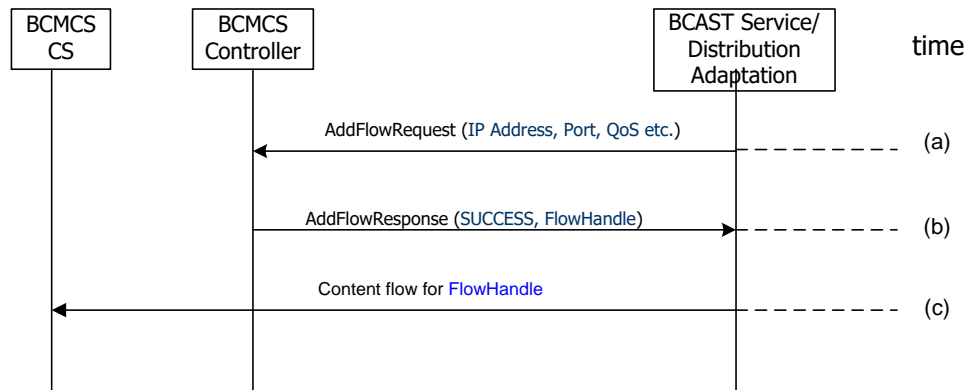 BCMCS
CS
BCMCS
Controller
BCAST Service/
Distribution
Adaptation
time
AddFlowRequest (IP Address, Port, QoS etc.)
(a)
AddFlowResponse (SUCCESS, FlowHandle)
(b)
Content flow for FlowHandle
(c)